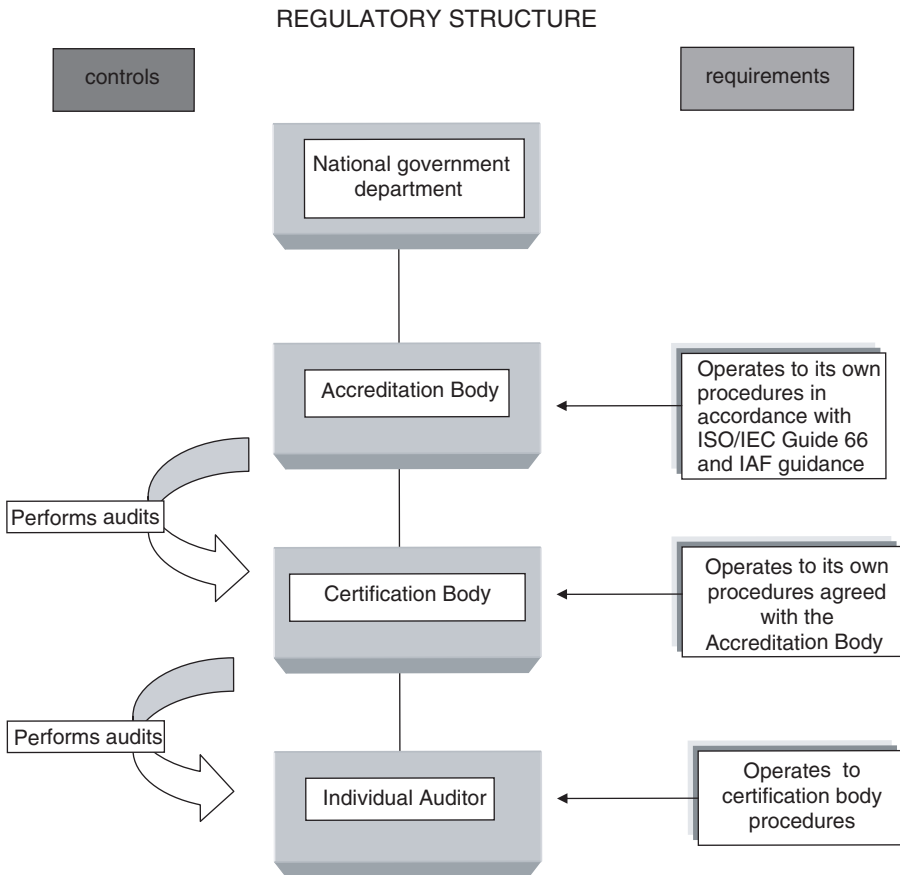 REGULATORY STRUCTURE
controls
requirements
National government
department
Accreditation Body
Operates to its own
procedures in
accordance with
ISO/IEC Guide 66
and IAF guidance
Performs audits
Certification Body
Operates to its own
procedures agreed
with the
Accreditation Body
Performs audits
Individual Auditor
Operates to
certification body
procedures